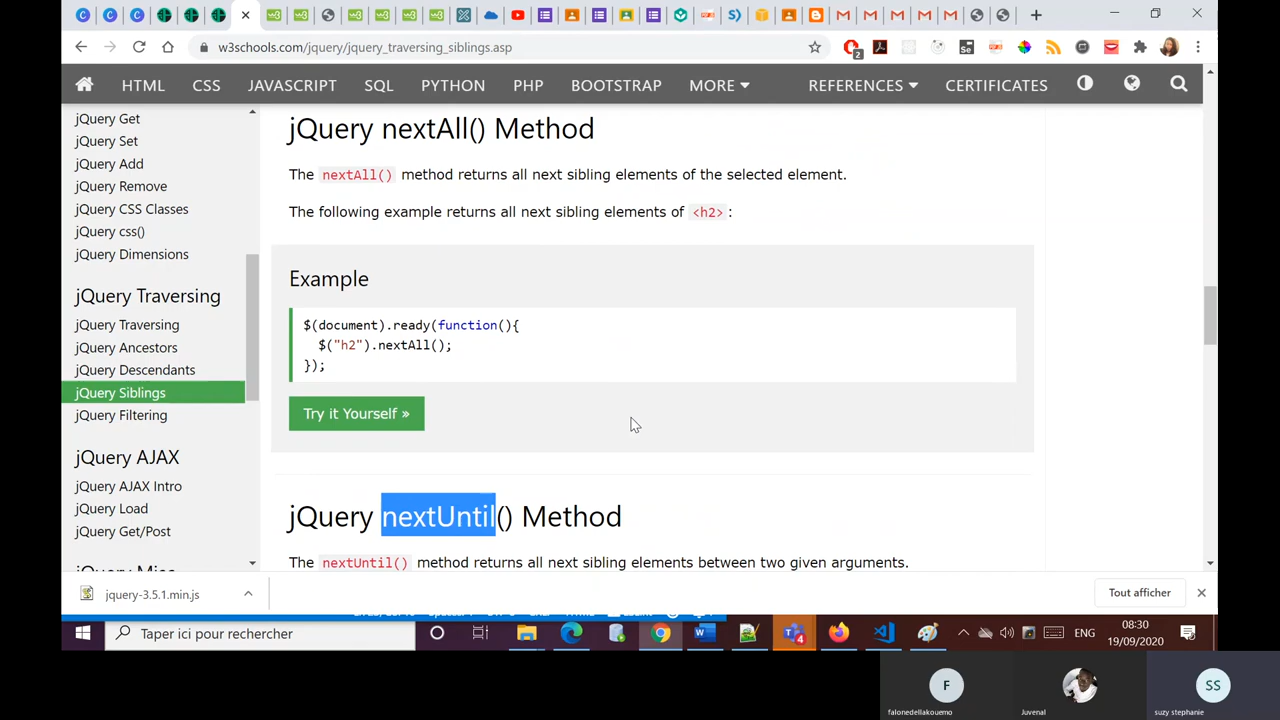 w3schools.com/jquery/jquery_traversing_siblings.asp
2
HTML CSS JAVASCRIPT SQL PYTHON PHP BOOTSTRAP MORE REFERENCES CERTIFICATES
jQuery Get
jQuery Set
jQuery Add
jQuery Remove
jQuery CSS Classes
jQuery css()
jQuery Dimensions
jQuery Traversing
jQuery Traversing
jQuery Ancestors
jQuery Descendants
jQuery Siblings
jQuery Filtering
jQuery AJAX
jQuery AJAX Intro
jQuery Load
jQuery Get/Post
jQuery Misc
jQuery nextAll() Method
The nextAll() method returns all next sibling elements of the selected element.
The following example returns all next sibling elements of <h2>:
Example
$(document).ready(function(){
$("h2").nextAll();
});
Try it Yourself »
jQuery nextUntil() Method
The nextUntil() method returns all next sibling elements between two given arguments.
jquery-3.5.1.min.js
Tout afficher
Taper ici pour rechercher
4
ENG
08:30
19/09/2020
F
falonedellakouemo
Juvenal
SS
suzy stephanie